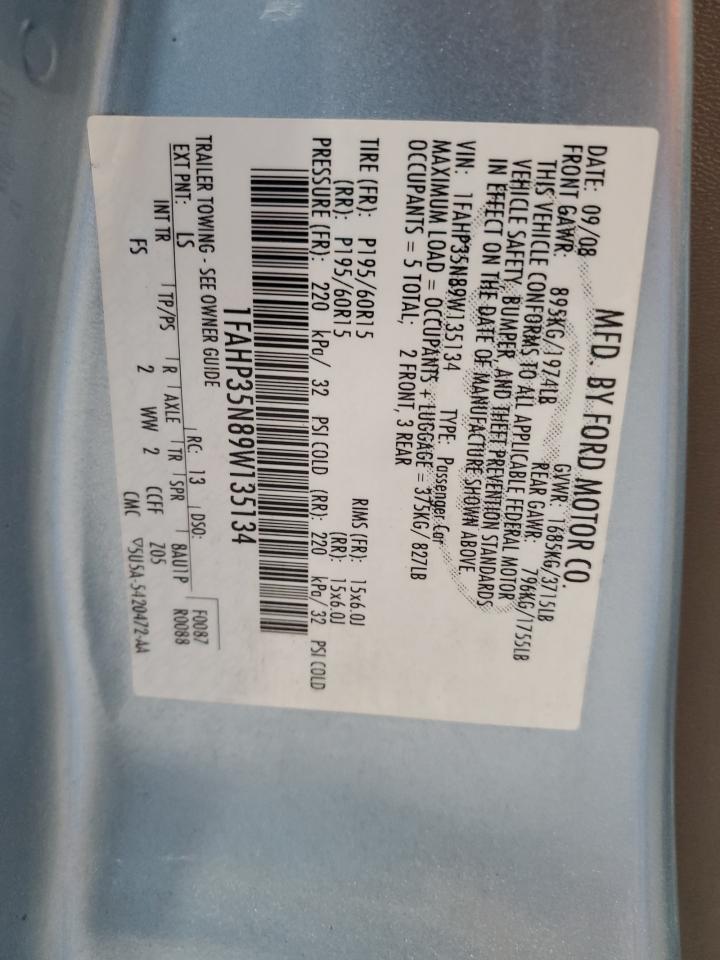 MFD. BY FORD MOTOR CO.
DATE: 09/08 GVWR: 1685KG/3715LB
FRONT GAWR: 895KG/1974LB REAR GAWR: 796KG/1755LB
THIS VEHICLE CONFORMS TO ALL APPLICABLE FEDERAL MOTOR
VEHICLE SAFETY, BUMPER, AND THEFT PREVENTION STANDARDS
IN EFFECT ON THE DATE OF MANUFACTURE SHOWN ABOVE.
VIN: 1FAHP35N89W135134 TYPE: Passenger Car
MAXIMUM LOAD = OCCUPANTS + LUGGAGE = 375KG/827LB
OCCUPANTS = 5 TOTAL; 2 FRONT, 3 REAR
TIRE (FR): P195/60R15 RIMS (FR): 15x6.0J
(RR): P195/60R15 (RR): 15x6.0J
PRESSURE (FR): 220 kPa/ 32 PSI COLD (RR): 220 kPa/ 32 PSI COLD
1FAHP35N89W135134
TRAILER TOWING - SEE OWNER GUIDE
EXT PNT: LS RC: 13 DSO: F0087
INT TR TP/PS R AXLE TR SPR 8AU1P R0088
FS 2 WW 2 CCFF Z05
CMC ▽5U5A-5420472-AA